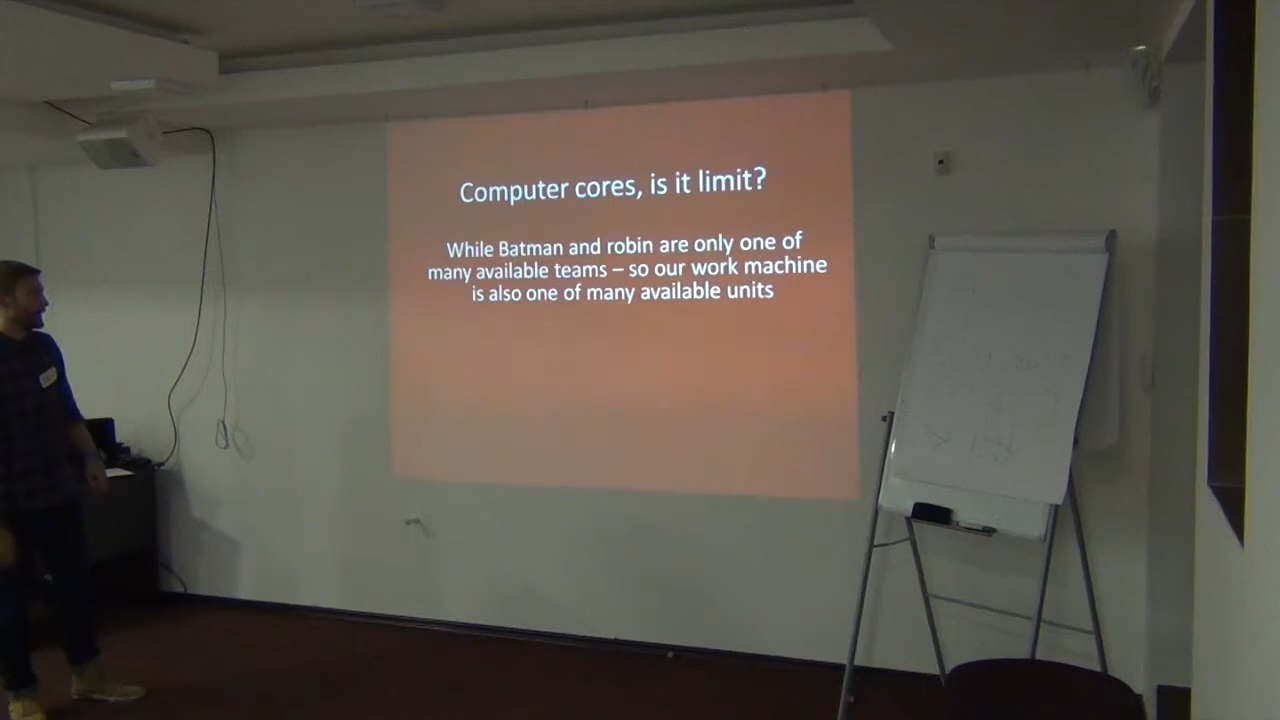 Computer cores, is it limit?
While Batman and robin are only one of
many available teams – so our work machine
is also one of many available units